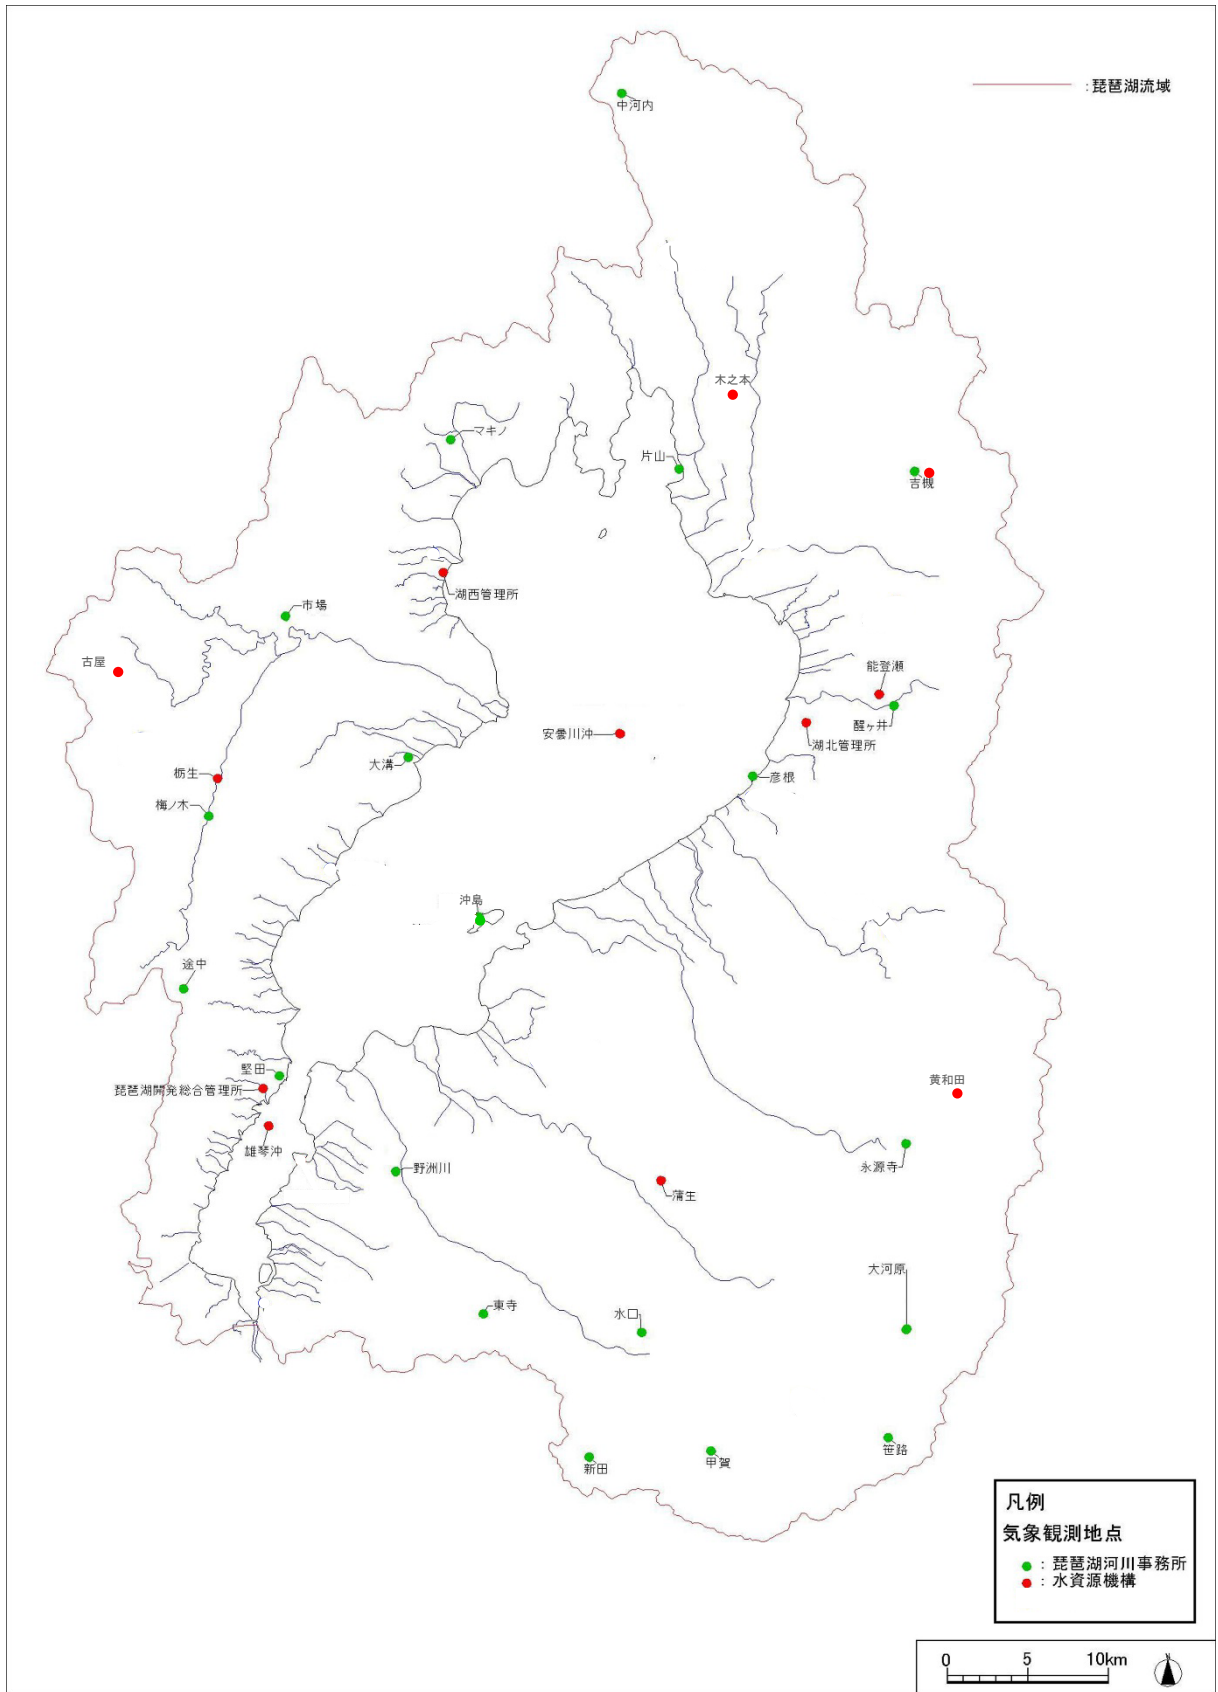 中河内
: 琵琶湖流域
木之本
マキノ
片山
吉槻
湖西管理所
市場
古屋
能登瀬
醒ヶ井
安曇川沖
湖北管理所
大溝
栃生
彦根
梅ノ木
沖島
途中
堅田
琵琶湖開発総合管理所
黄和田
雄琴沖
永源寺
野洲川
蒲生
大河原
東寺
水口
笹路
甲賀
新田
凡例
気象観測地点
: 琵琶湖河川事務所
: 水資源機構
0 5 10km
N